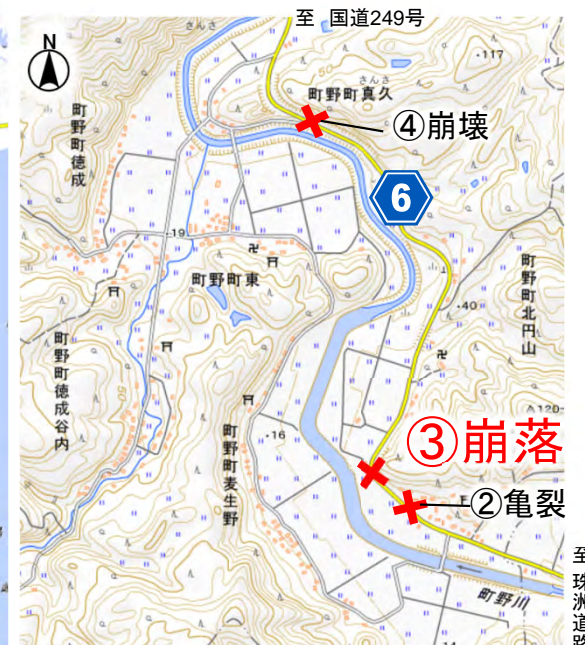 至 国道249号
さんさ
N
・117
50
さんさ
町野町真久
④崩壊
町野町徳成
6
・19
町野町東
町野町北円山
・40
町野町徳成谷内
50
町野町麦生野
・16
120
③崩落
②亀裂
町野川
至 珠洲道路